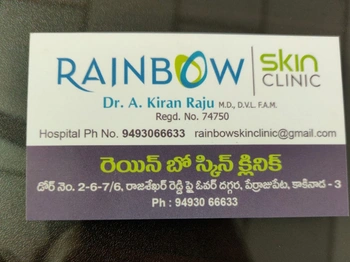 RAINBOW skin CLINIC
Dr. A. Kiran Raju M.D., D.V.L. F.A.M.
Regd. No. 74750
Hospital Ph No. 9493066633 rainbowskinclinic@gmail.com
రెయిన్ బో స్కిన్ క్లినిక్
డోర్ నెం. 2-6-7/6, రాజశేఖర్ రెడ్డి ఫ్లై ఓవర్ దగ్గర, పేర్రాజుపేట, కాకినాడ - 3
Ph : 94930 66633